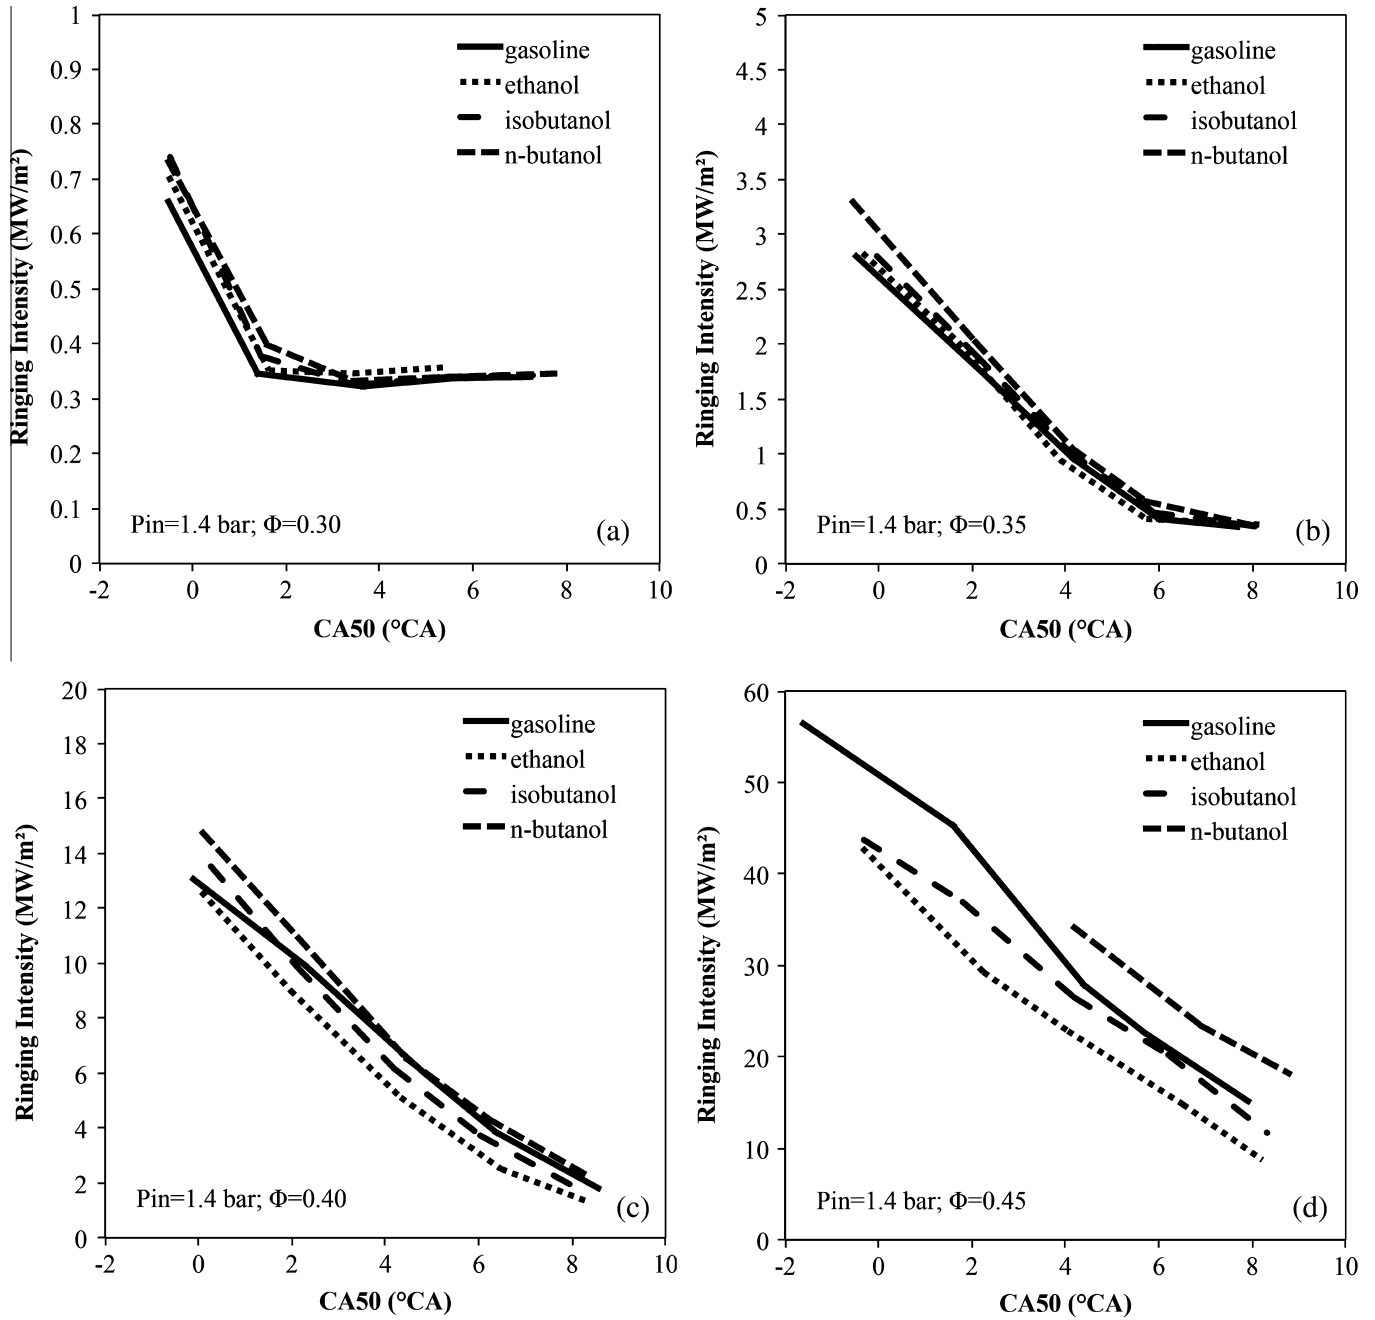 Ringing Intensity (MW/m²)
1
0.9
0.8
0.7
0.6
0.5
0.4
0.3
0.2
0.1
0
gasoline
ethanol
isobutanol
n-butanol
Pin=1.4 bar; Φ=0.30
(a)
-2 0 2 4 6 8 10
CA50 (°CA)
Ringing Intensity (MW/m²)
5
4.5
4
3.5
3
2.5
2
1.5
1
0.5
0
gasoline
ethanol
isobutanol
n-butanol
Pin=1.4 bar; Φ=0.35
(b)
-2 0 2 4 6 8 10
CA50 (°CA)
Ringing Intensity (MW/m²)
20
18
16
14
12
10
8
6
4
2
0
gasoline
ethanol
isobutanol
n-butanol
Pin=1.4 bar; Φ=0.40
(c)
-2 0 2 4 6 8 10
CA50 (°CA)
Ringing Intensity (MW/m²)
60
50
40
30
20
10
0
gasoline
ethanol
isobutanol
n-butanol
Pin=1.4 bar; Φ=0.45
(d)
-2 0 2 4 6 8 10
CA50 (°CA)